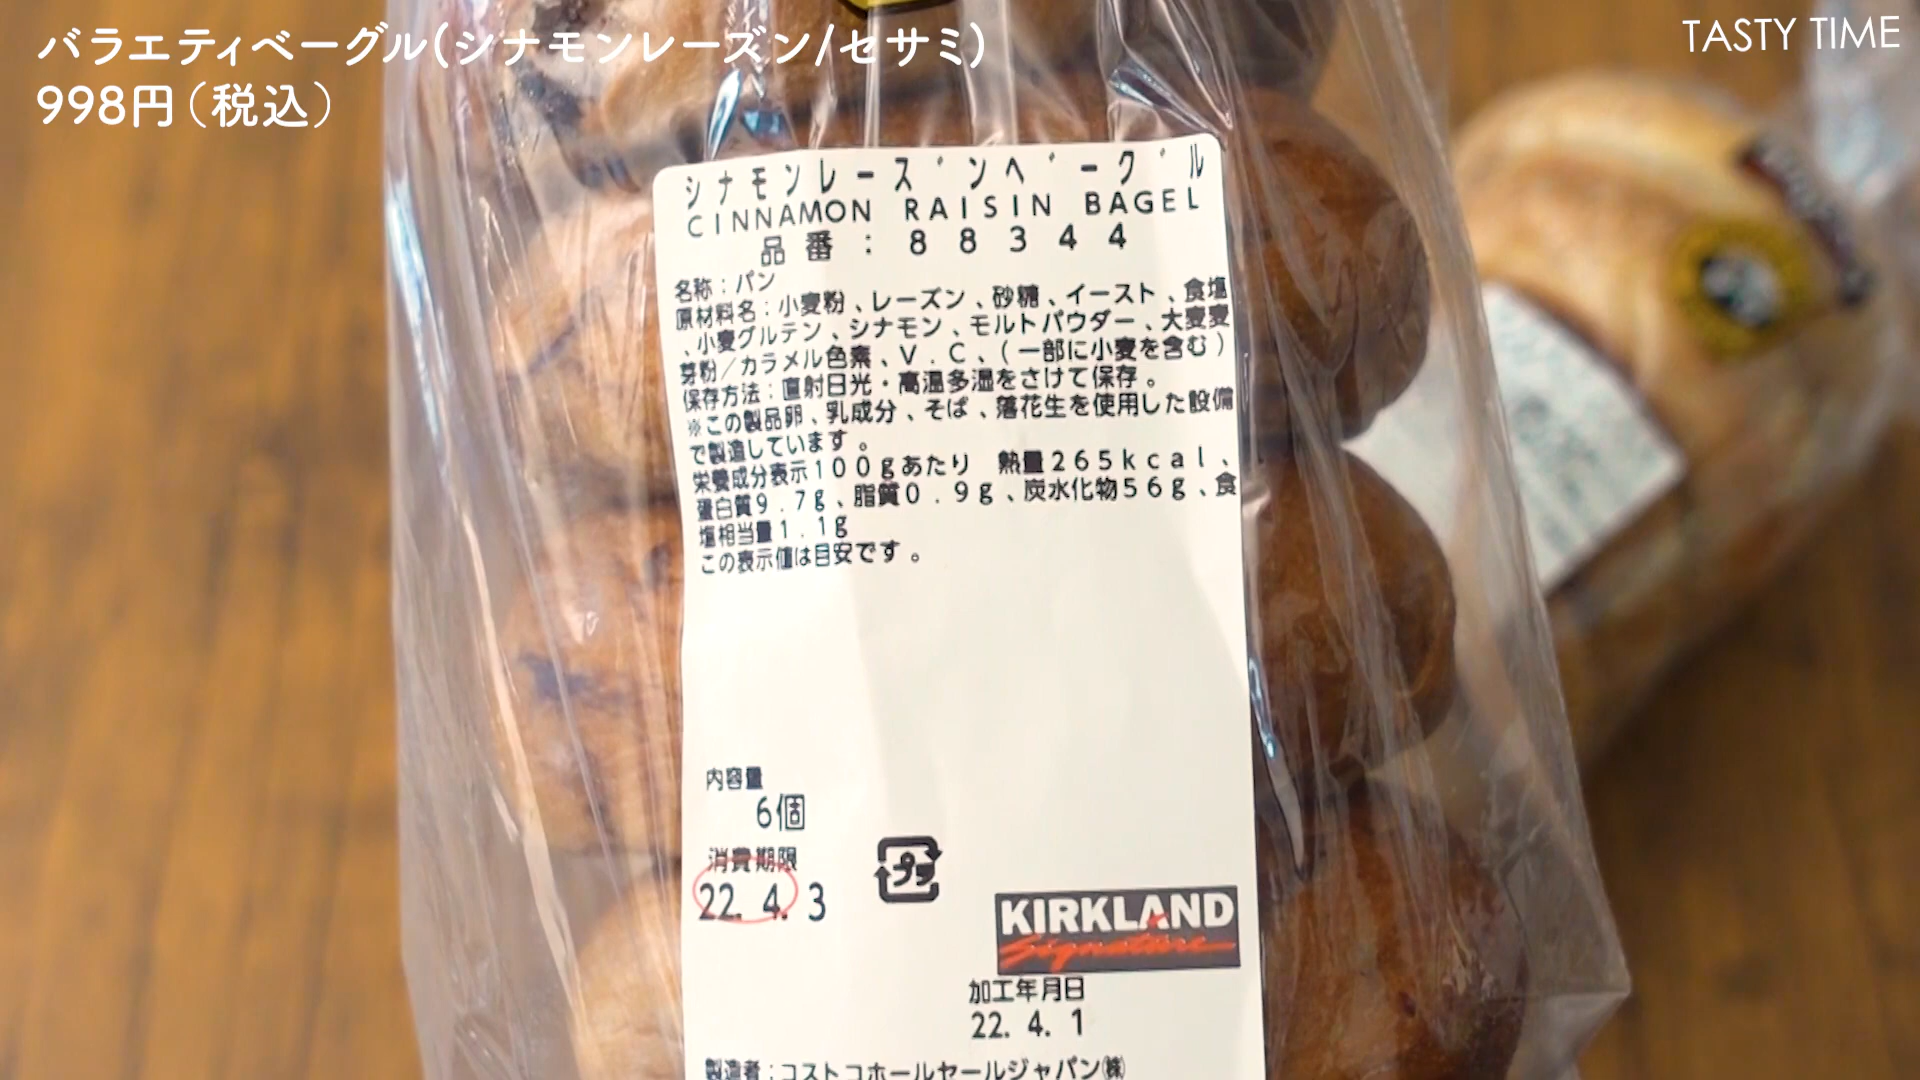 バラエティベーグル(シナモンレーズン/セサミ)
998円(税込)
TASTY TIME
シナモンレース゛ンヘ゛ーク゛ル
CINNAMON RAISIN BAGEL
品番:88344
名称:パン
原材料名:小麦粉、レーズン、砂糖、イースト、食塩
、小麦グルテン、シナモン、モルトパウダー、大麦麦
芽粉/カラメル色素、V.C、(一部に小麦を含む)
保存方法:直射日光・高温多湿をさけて保存。
※この製品卵、乳成分、そば、落花生を使用した設備
で製造しています。
栄養成分表示100gあたり 熱量265kcal、
蛋白質9.7g、脂質0.9g、炭水化物56g、食
塩相当量1.1g
この表示値は目安です。
内容量
6個
消費期限
22. 4. 3
プラ
KIRKLAND
Signature
加工年月日
22. 4. 1
製造者:コストコホールセールジャパン㈱